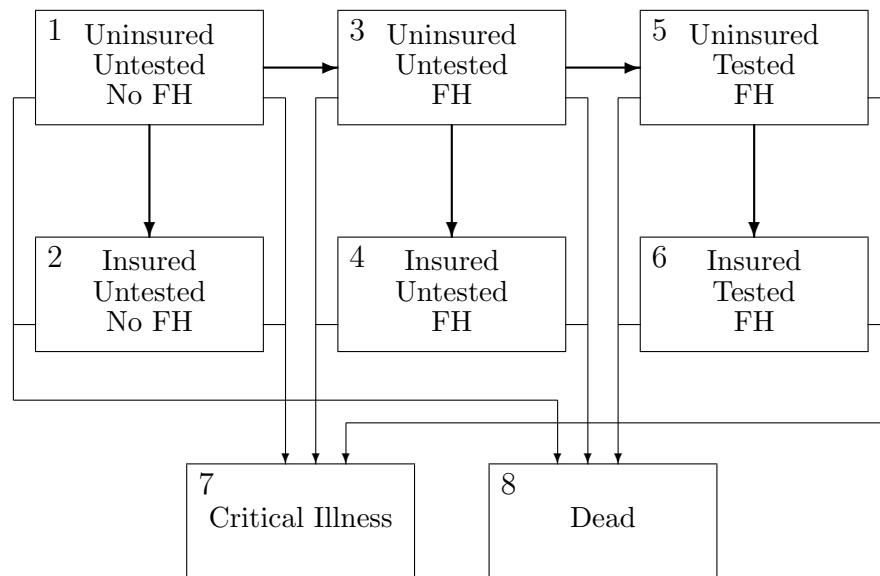 1 Uninsured
Untested
No FH
3 Uninsured
Untested
FH
5 Uninsured
Tested
FH
2 Insured
Untested
No FH
4 Insured
Untested
FH
6 Insured
Tested
FH
7
Critical Illness
8
Dead